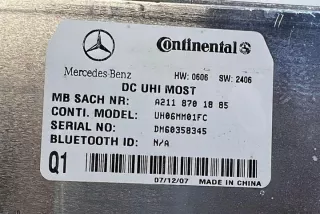 Continental
Mercedes-Benz HW: 0606 SW: 2406
DC UHI MOST
MB SACH NR: A211 870 18 85
CONTI. MODEL: UH06MM01FC
SERIAL NO: DM60358345
BLUETOOTH ID: N/A
Q1
07/12/07 MADE IN CHINA